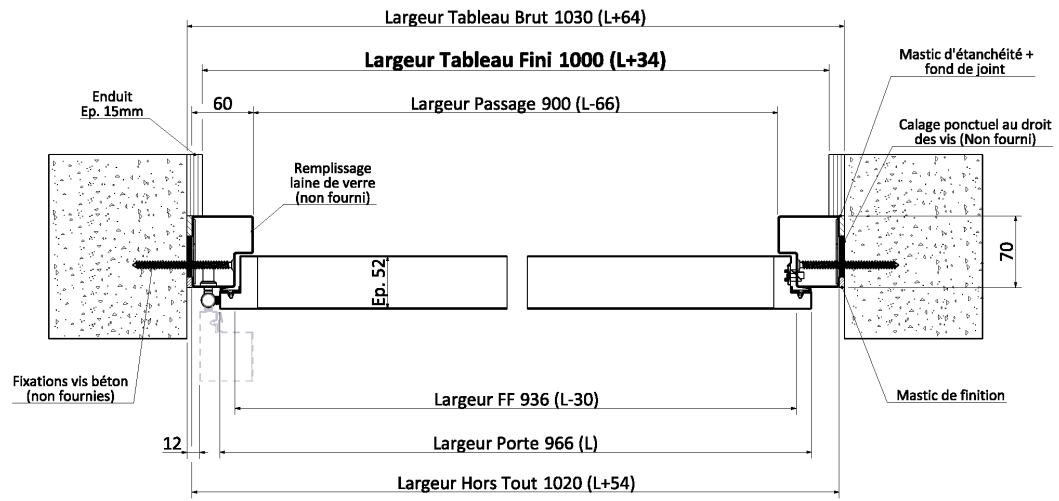 Largeur Tableau Brut 1030 (L+64)
Largeur Tableau Fini 1000 (L+34)
Mastic d'étanchéité +
fond de joint
Enduit
Ep. 15mm
60
Largeur Passage 900 (L-66)
Calage ponctuel au droit
des vis (Non fourni)
Remplissage
laine de verre
(non fourni)
Ep. 52
70
Fixations vis béton
(non fournies)
Largeur FF 936 (L-30)
Mastic de finition
12
Largeur Porte 966 (L)
Largeur Hors Tout 1020 (L+54)